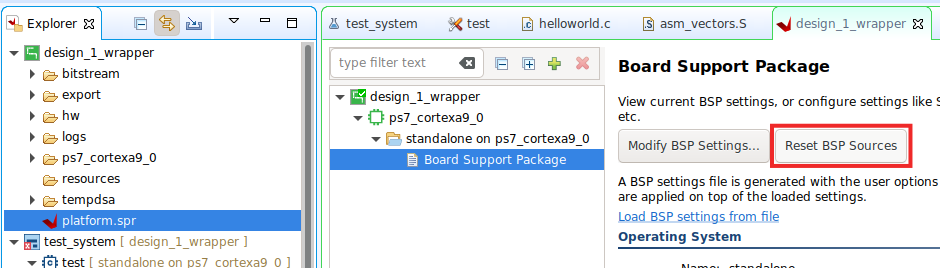 Explorer
design_1_wrapper
bitstream
export
hw
logs
ps7_cortexa9_0
resources
tempdsa
platform.spr
test_system [ design_1_wrapper ]
test [ standalone on ps7_cortexa9_0 ]
test_system
test
helloworld.c
asm_vectors.S
design_1_wrapper
type filter text
design_1_wrapper
ps7_cortexa9_0
standalone on ps7_cortexa9_0
Board Support Package
Board Support Package
View current BSP settings, or configure settings like S
etc.
Modify BSP Settings...
Reset BSP Sources
A BSP settings file is generated with the user options
are applied on top of the loaded settings.
Load BSP settings from file
Operating System
Name: standalone